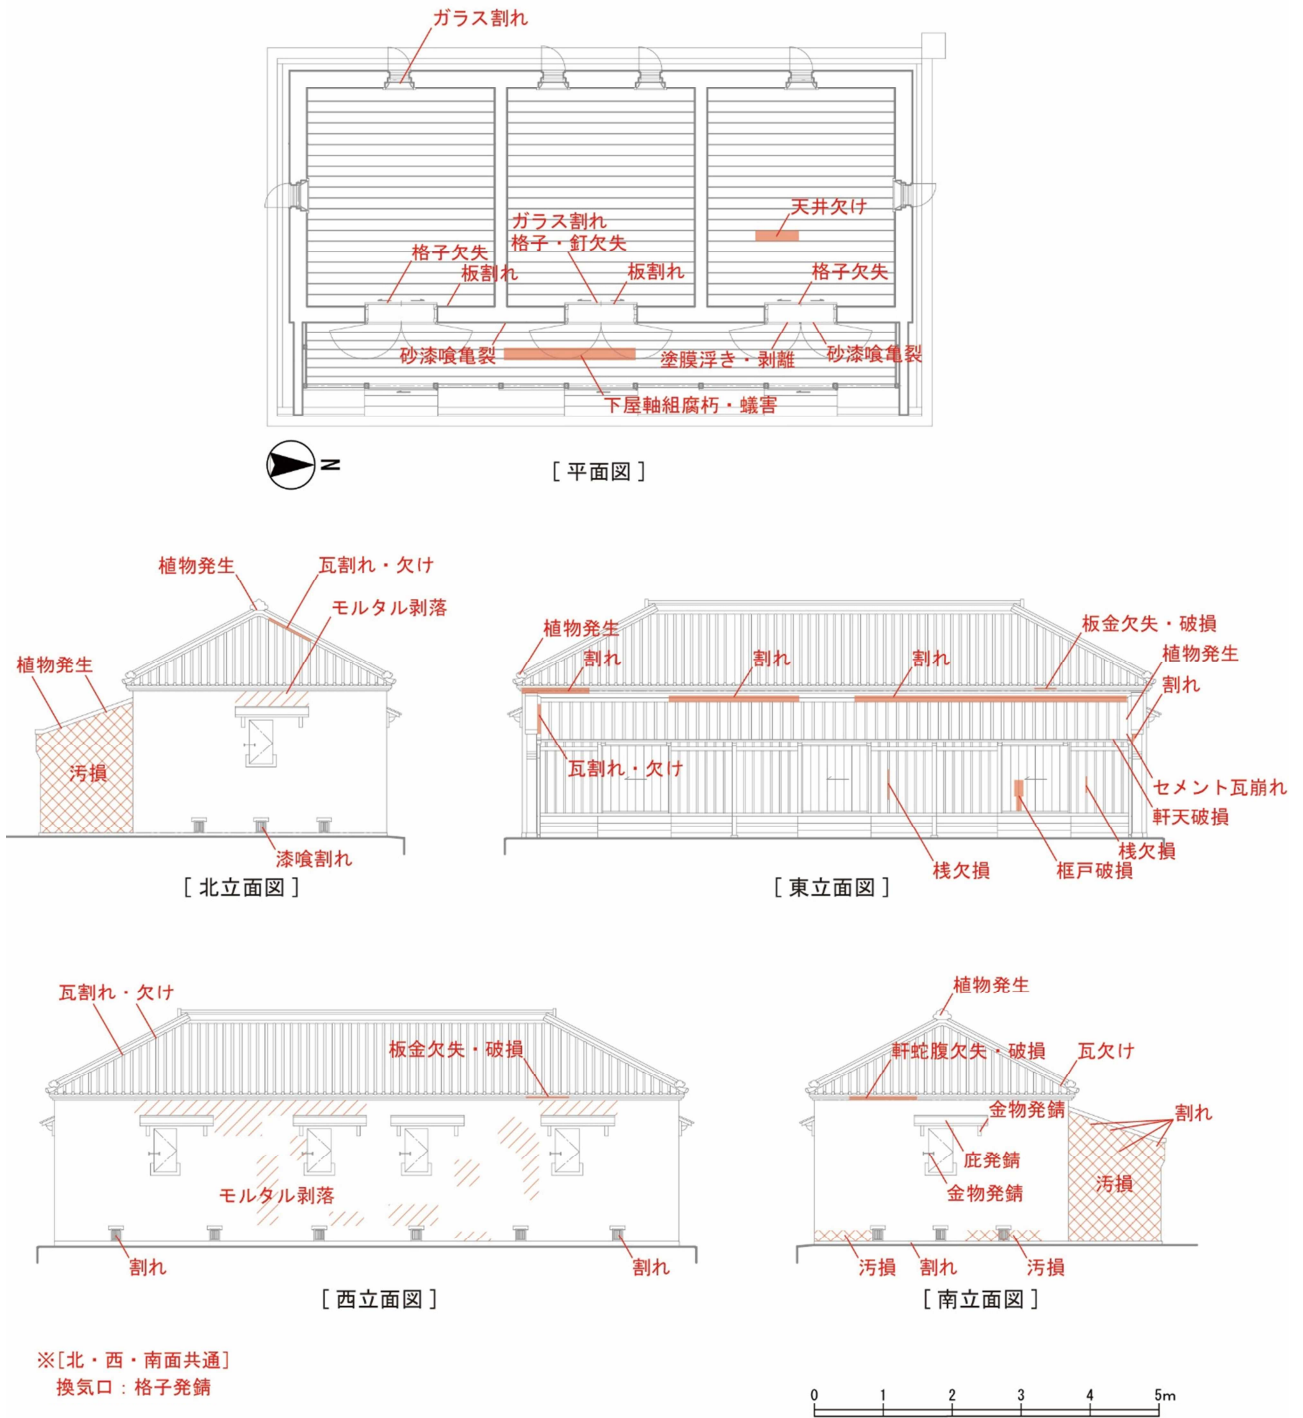 ガラス割れ
天井欠け
ガラス割れ
格子・釘欠失
格子欠失
板割れ
板割れ
格子欠失
砂漆喰亀裂
塗膜浮き・剥離
砂漆喰亀裂
下屋軸組腐朽・蟻害
N
[ 平面図 ]
植物発生
瓦割れ・欠け
モルタル剥落
植物発生
汚損
漆喰割れ
[ 北立面図 ]
植物発生
板金欠失・破損
割れ
割れ
割れ
植物発生
割れ
瓦割れ・欠け
セメント瓦崩れ
軒天破損
桟欠損
桟欠損
框戸破損
[ 東立面図 ]
瓦割れ・欠け
板金欠失・破損
モルタル剥落
割れ
割れ
[ 西立面図 ]
植物発生
軒蛇腹欠失・破損
瓦欠け
金物発錆
割れ
庇発錆
金物発錆
汚損
汚損
割れ
汚損
[ 南立面図 ]
※[北・西・南面共通]
換気口：格子発錆
0 1 2 3 4 5m